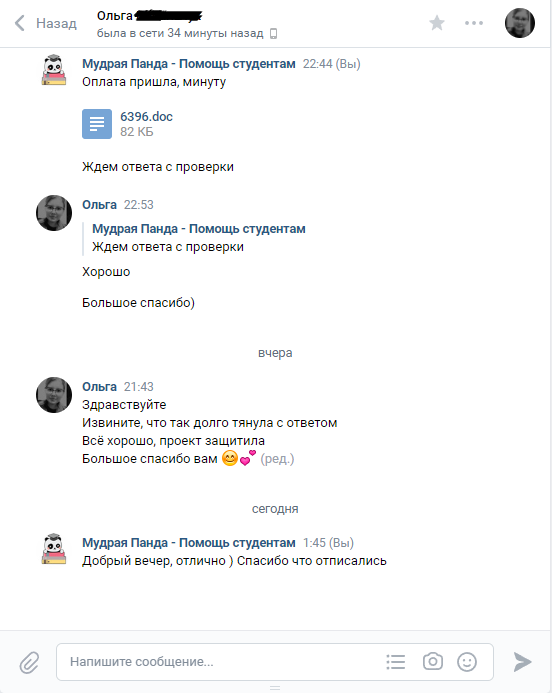 Назад
Ольга
была в сети 34 минуты назад
Мудрая Панда - Помощь студентам 22:44 (Вы)
Оплата пришла, минуту
6396.doc
82 КБ
Ждем ответа с проверки
Ольга 22:53
Мудрая Панда - Помощь студентам
Ждем ответа с проверки
Хорошо
Большое спасибо)
вчера
Ольга 21:43
Здравствуйте
Извините, что так долго тянула с ответом
Всё хорошо, проект защитила
Большое спасибо вам 😊💕 (ред.)
сегодня
Мудрая Панда - Помощь студентам 1:45 (Вы)
Добрый вечер, отлично ) Спасибо что отписались
Напишите сообщение...